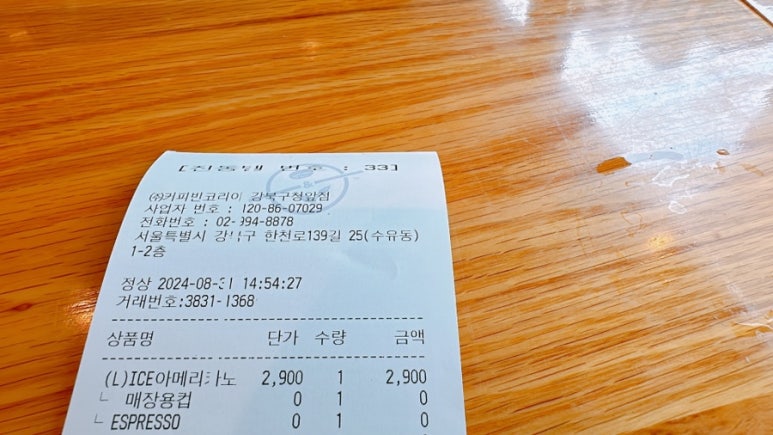 [진동벨 번호 : 33]
㈜커피빈코리아 강북구청앞점
사업자 번호 : 120-86-07029
전화번호 : 02-994-8878
서울특별시 강북구 한천로139길 25(수유동)
1-2층
정상 2024-08-31 14:54:27
거래번호:3831-1368
상품명 단가 수량 금액
(L)ICE아메리카노 2,900 1 2,900
└ 매장용컵 0 1 0
└ ESPRESSO 0 1 0